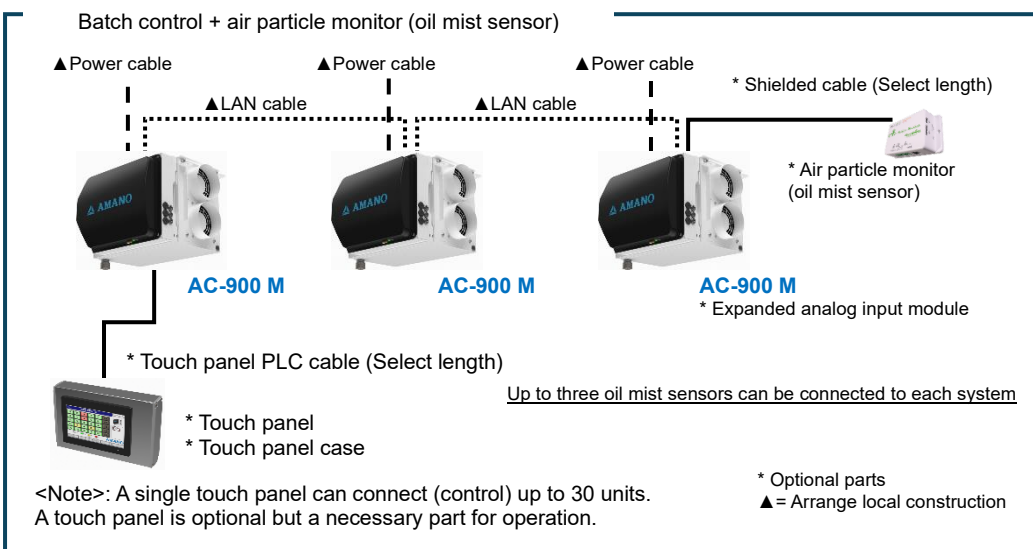 Batch control + air particle monitor (oil mist sensor)
▲Power cable
▲Power cable
▲Power cable
* Shielded cable (Select length)
▲LAN cable
▲LAN cable
* Air particle monitor
(oil mist sensor)
AMANO
AMANO
AMANO
AC-900 M
AC-900 M
AC-900 M
* Expanded analog input module
* Touch panel PLC cable (Select length)
Up to three oil mist sensors can be connected to each system
* Touch panel
* Touch panel case
AMANO
* Optional parts
▲= Arrange local construction
<Note>: A single touch panel can connect (control) up to 30 units.
A touch panel is optional but a necessary part for operation.